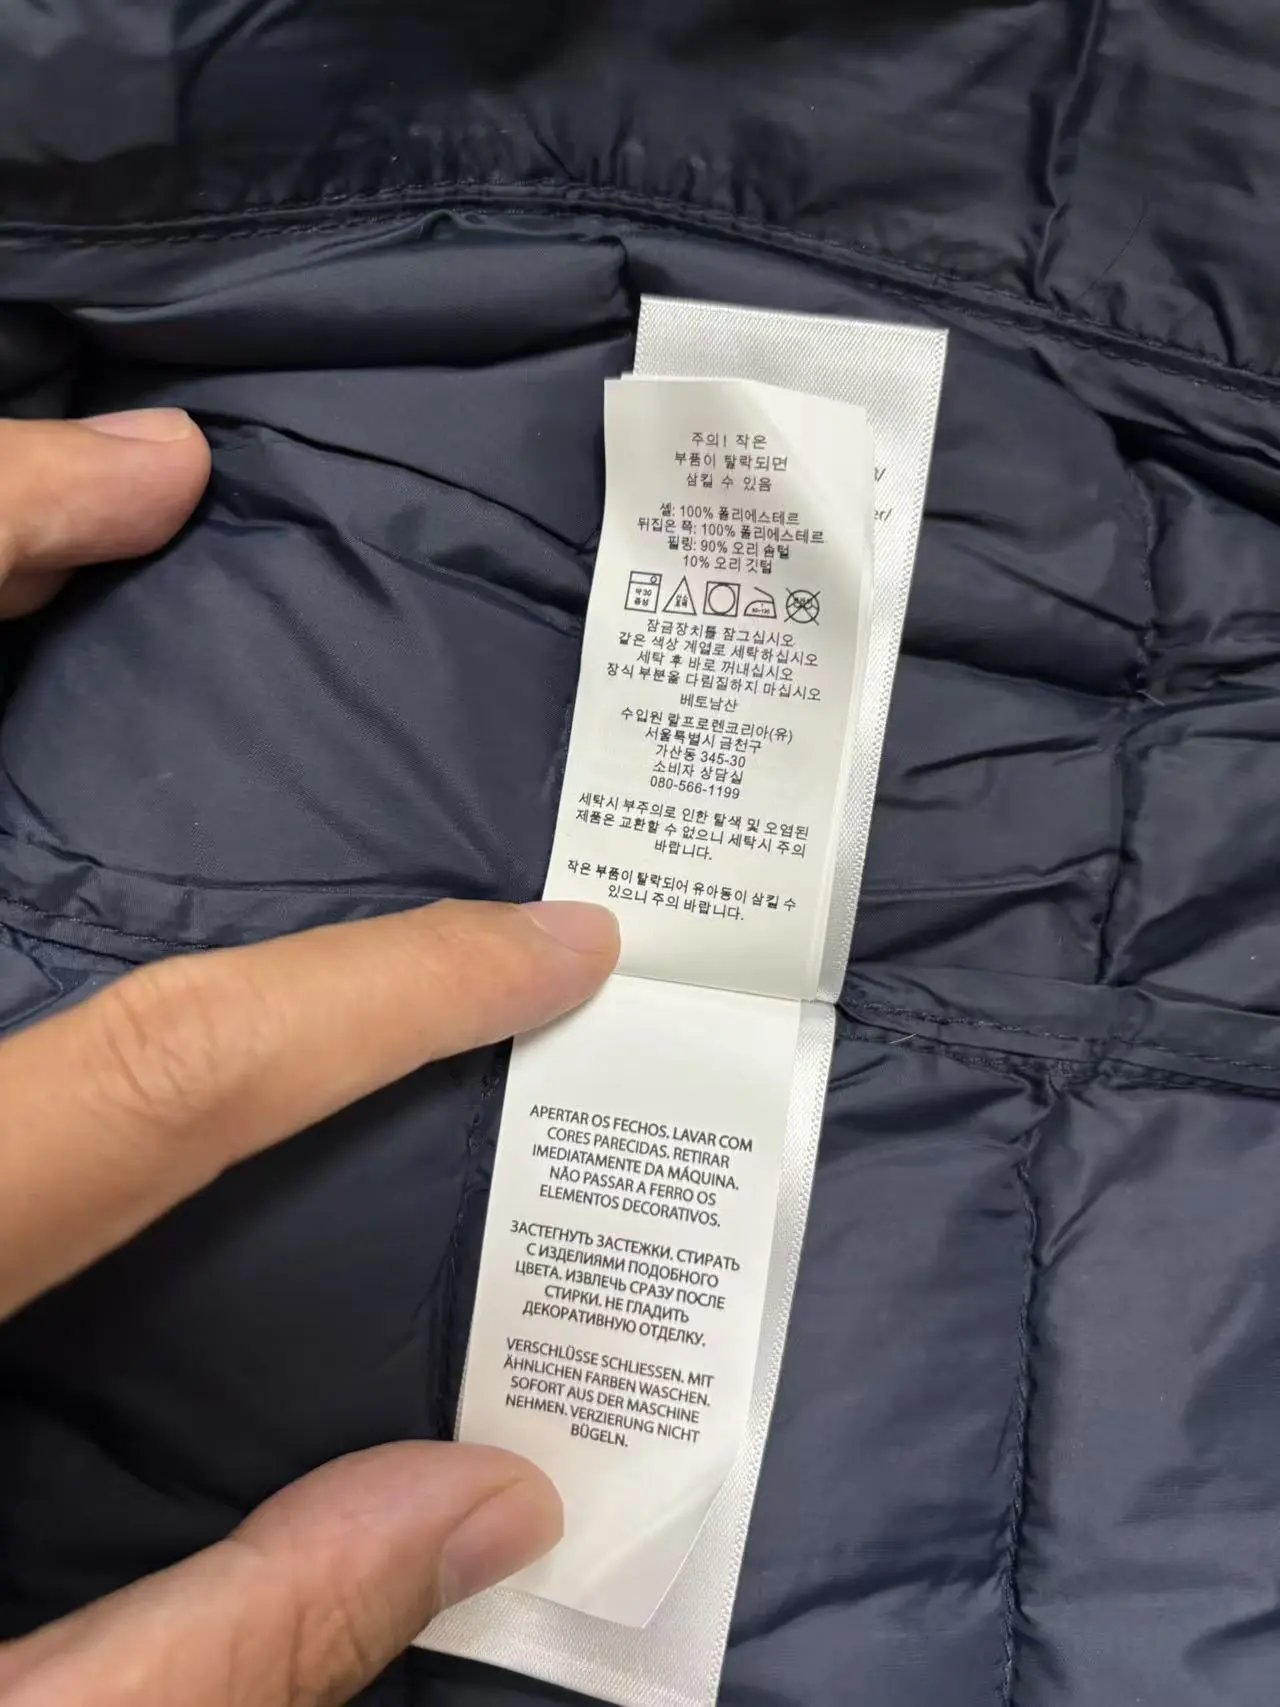 주의! 작은
부품이 탈락되면
삼킬 수 있음
셸: 100% 폴리에스테르
뒤집은 쪽: 100% 폴리에스테르
필링: 90% 오리 솜털
10% 오리 깃털
약 30
중성
60-120
잠금장치를 잠그십시오
같은 색상 계열로 세탁하십시오
세탁 후 바로 꺼내십시오
장식 부분을 다림질하지 마십시오
베토남산
수입원 랄프로렌코리아(유)
서울특별시 금천구
가산동 345-30
소비자 상담실
080-566-1199
세탁시 부주의로 인한 탈색 및 오염된
제품은 교환할 수 없으니 세탁시 주의
바랍니다.
작은 부품이 탈락되어 유아동이 삼킬 수
있으니 주의 바랍니다.
er/
APERTAR OS FECHOS. LAVAR COM
CORES PARECIDAS. RETIRAR
IMEDIATAMENTE DA MÁQUINA.
NÃO PASSAR A FERRO OS
ELEMENTOS DECORATIVOS.
ЗАСТЕГНУТЬ ЗАСТЕЖКИ. СТИРАТЬ
С ИЗДЕЛИЯМИ ПОДОБНОГО
ЦВЕТА. ИЗВЛЕЧЬ СРАЗУ ПОСЛЕ
СТИРКИ. НЕ ГЛАДИТЬ
ДЕКОРАТИВНУЮ ОТДЕЛКУ.
VERSCHLÜSSE SCHLIESSEN. MIT
ÄHNLICHEN FARBEN WASCHEN.
SOFORT AUS DER MASCHINE
NEHMEN. VERZIERUNG NICHT
BÜGELN.